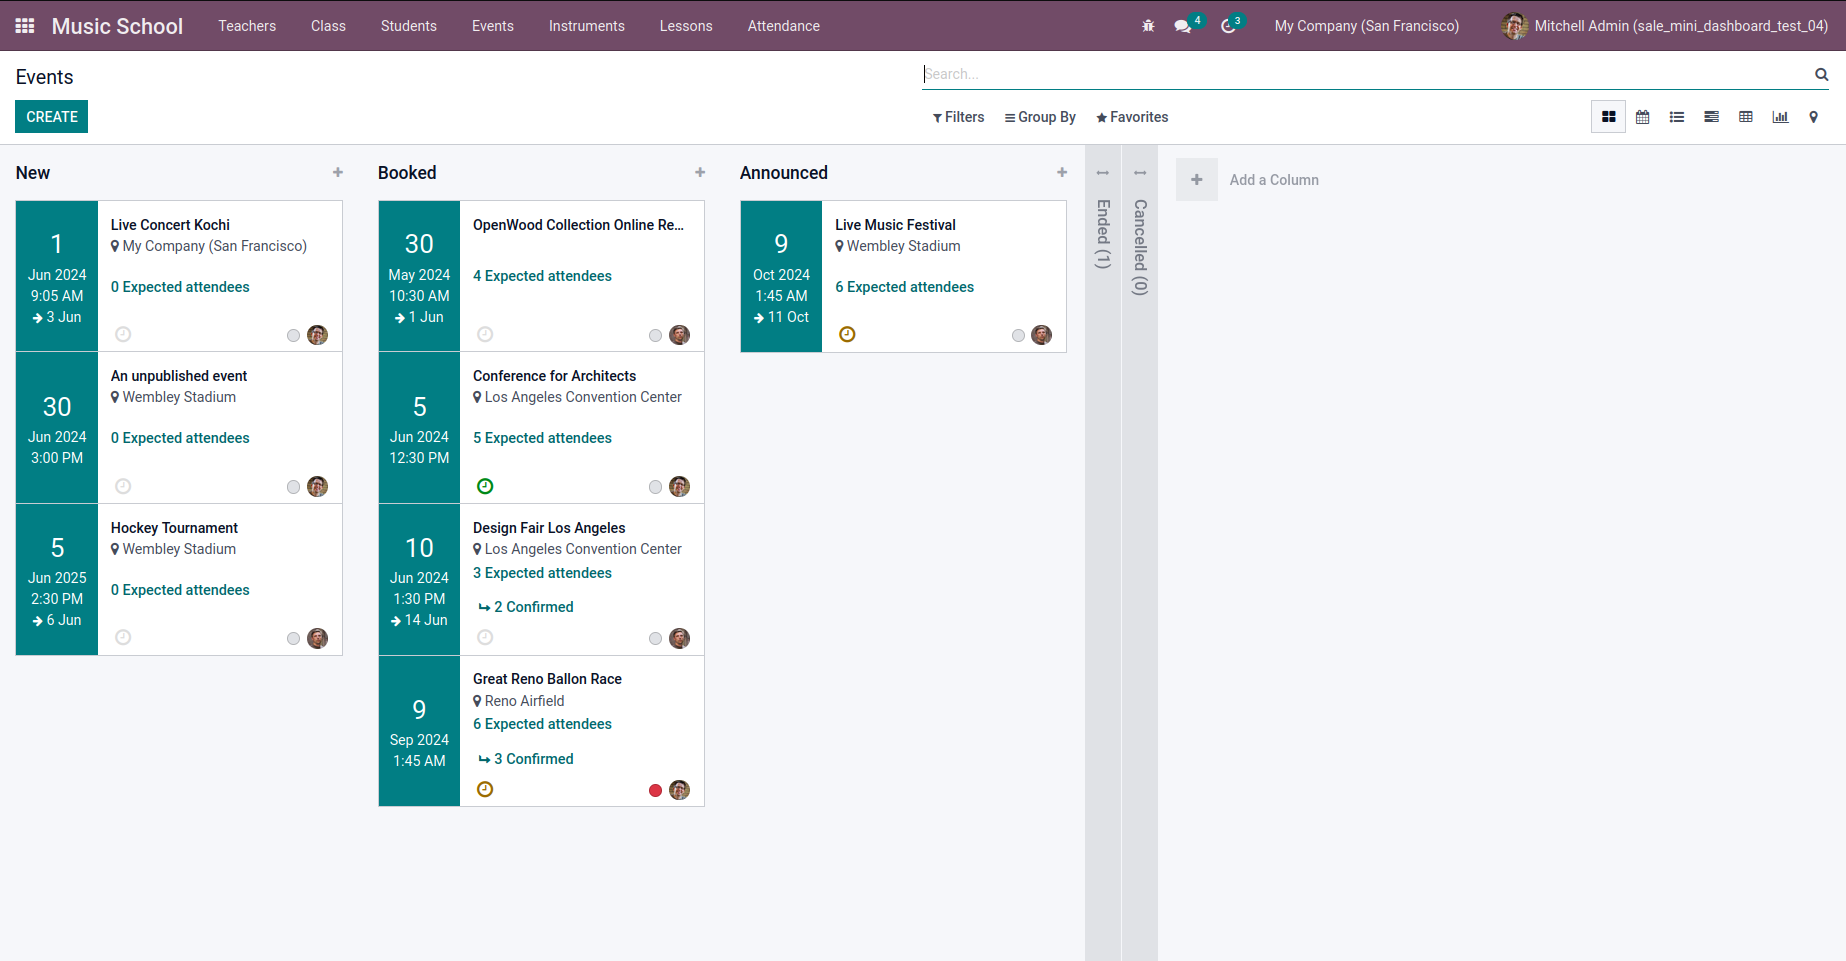 Music School
Teachers
Class
Students
Events
Instruments
Lessons
Attendance
4
3
My Company (San Francisco)
Mitchell Admin (sale_mini_dashboard_test_04)
Events
Search...
CREATE
Filters
Group By
Favorites
New
1
Jun 2024
9:05 AM
3 Jun
Live Concert Kochi
My Company (San Francisco)
0 Expected attendees
30
Jun 2024
3:00 PM
An unpublished event
Wembley Stadium
0 Expected attendees
5
Jun 2025
2:30 PM
6 Jun
Hockey Tournament
Wembley Stadium
0 Expected attendees
Booked
30
May 2024
10:30 AM
1 Jun
OpenWood Collection Online Re...
4 Expected attendees
5
Jun 2024
12:30 PM
Conference for Architects
Los Angeles Convention Center
5 Expected attendees
10
Jun 2024
1:30 PM
14 Jun
Design Fair Los Angeles
Los Angeles Convention Center
3 Expected attendees
2 Confirmed
9
Sep 2024
1:45 AM
Great Reno Ballon Race
Reno Airfield
6 Expected attendees
3 Confirmed
Announced
9
Oct 2024
1:45 AM
11 Oct
Live Music Festival
Wembley Stadium
6 Expected attendees
Ended (1)
Cancelled (0)
Add a Column